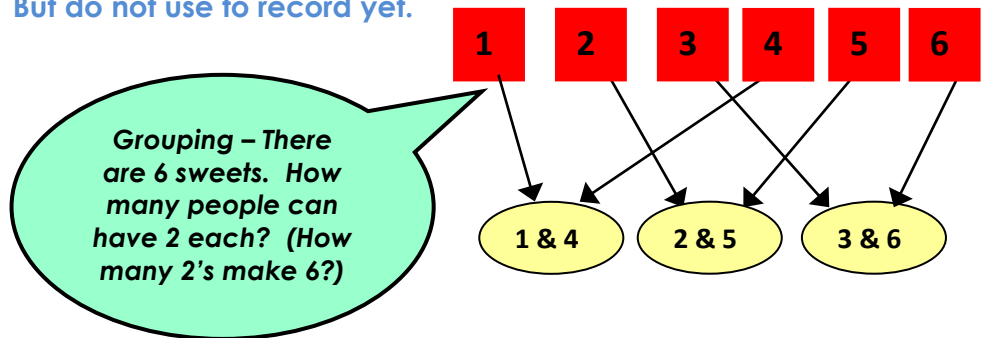 But do not use to record yet.
1 2 3 4 5 6
Grouping – There
are 6 sweets.  How
many people can
have 2 each?  (How
many 2's make 6?)
1 & 4 2 & 5 3 & 6